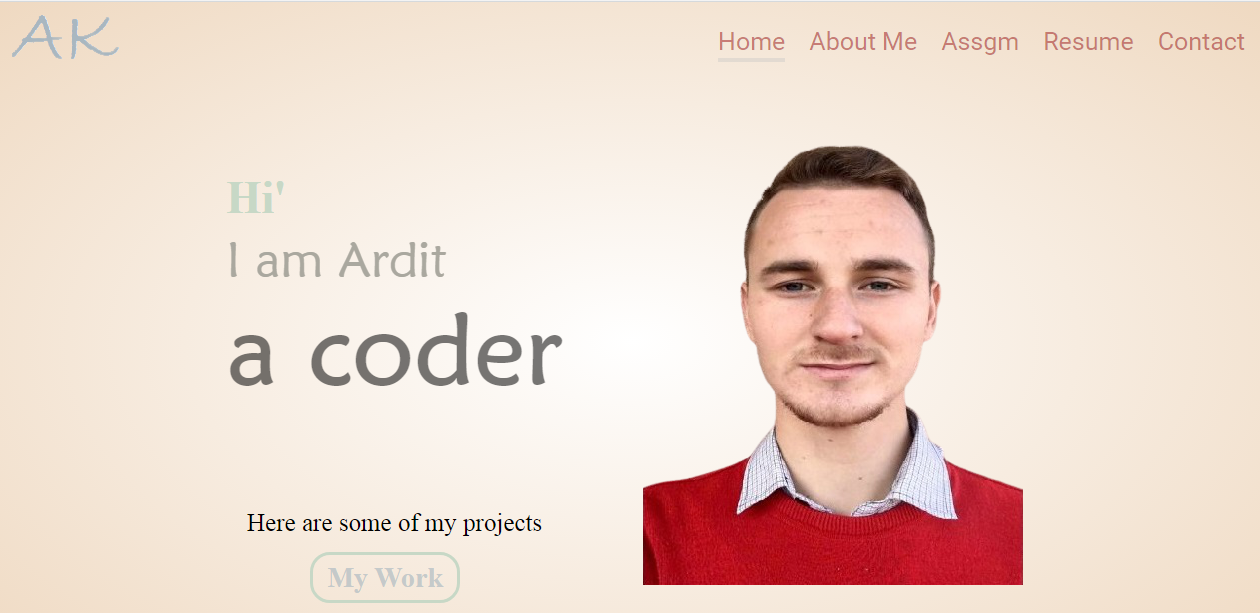 AK
Home About Me Assgm Resume Contact
Hi'
I am Ardit
a coder
Here are some of my projects
My Work